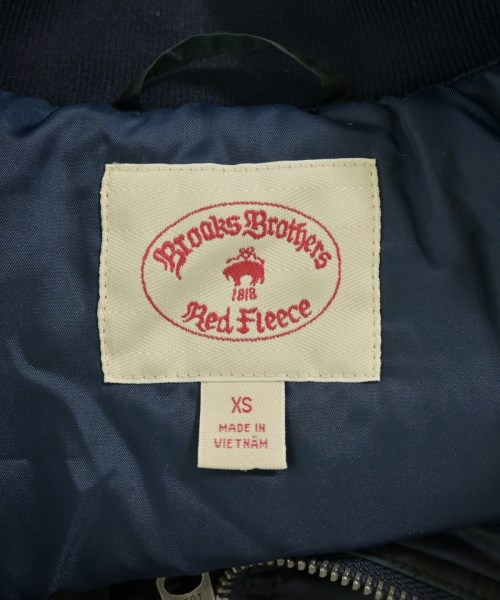 Brooks Brothers
1818
Red Fleece
XS
MADE IN
VIETNAM